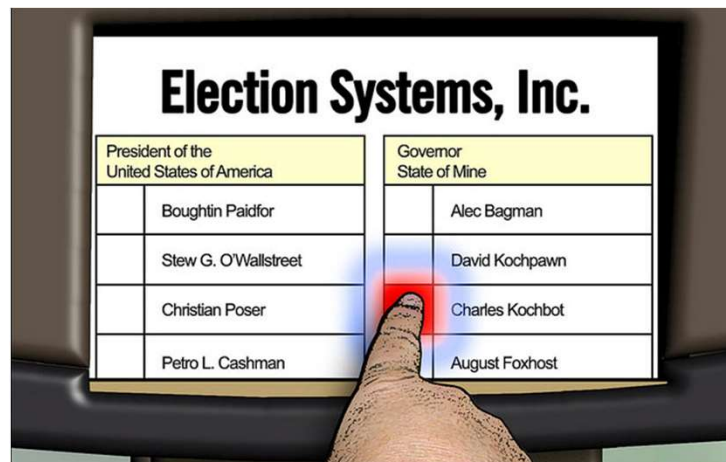 Election Systems, Inc.
President of the
United States of America
Boughtin Paidfor
Stew G. O'Wallstreet
Christian Poser
Petro L. Cashman
Governor
State of Mine
Alec Bagman
David Kochpawn
Charles Kochbot
August Foxhost